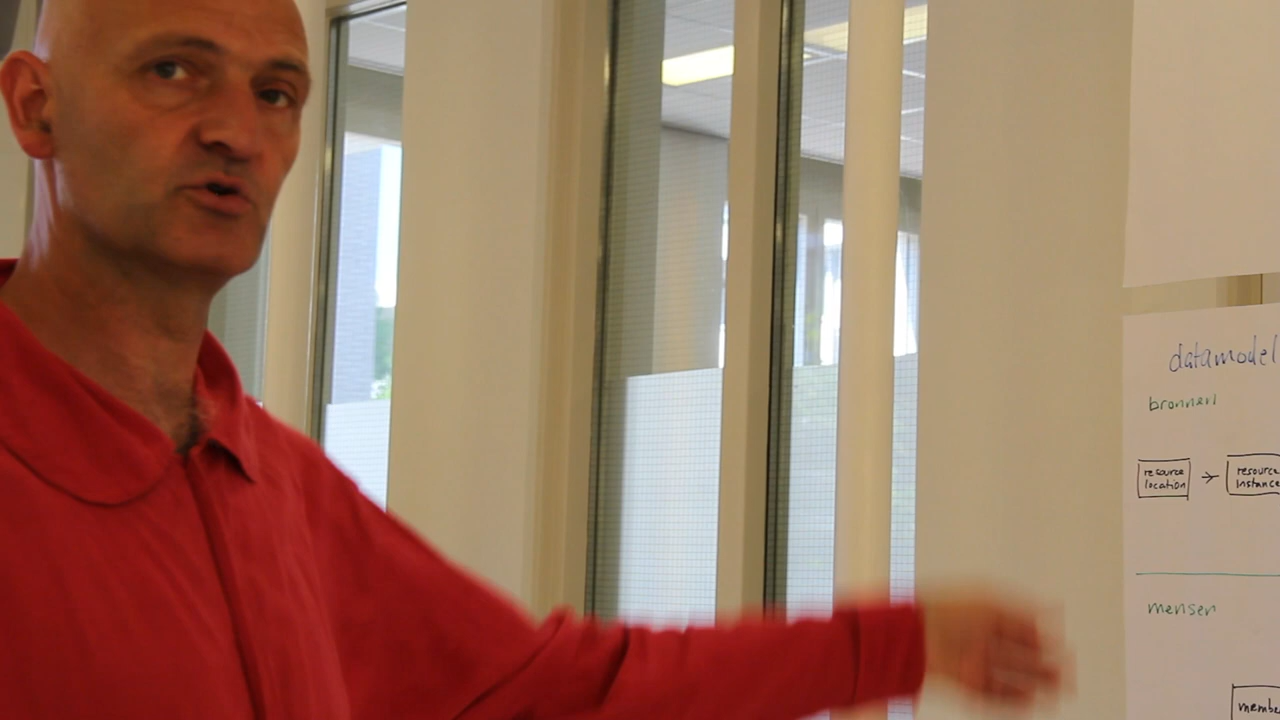 datamodel
bronnen
resource
location
resource
instance
mensen
membe